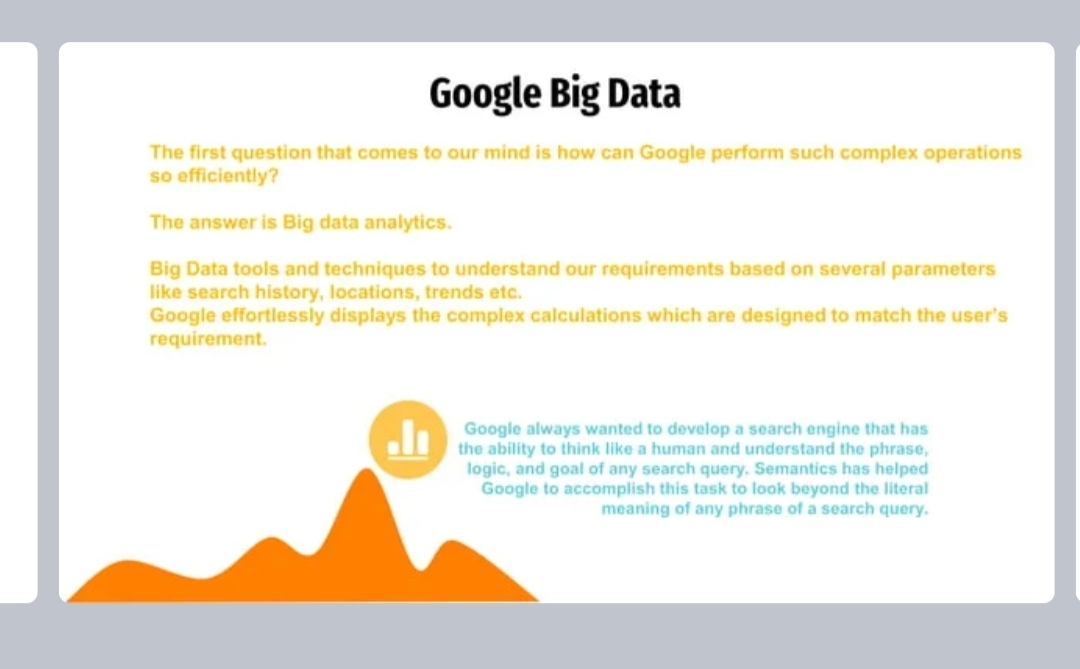 Google Big Data
The first question that comes to our mind is how can Google perform such complex operations
so efficiently?
The answer is Big data analytics.
Big Data tools and techniques to understand our requirements based on several parameters
like search history, locations, trends etc.
Google effortlessly displays the complex calculations which are designed to match the user's
requirement.
Google always wanted to develop a search engine that has
the ability to think like a human and understand the phrase,
logic, and goal of any search query. Semantics has helped
Google to accomplish this task to look beyond the literal
meaning of any phrase of a search query.